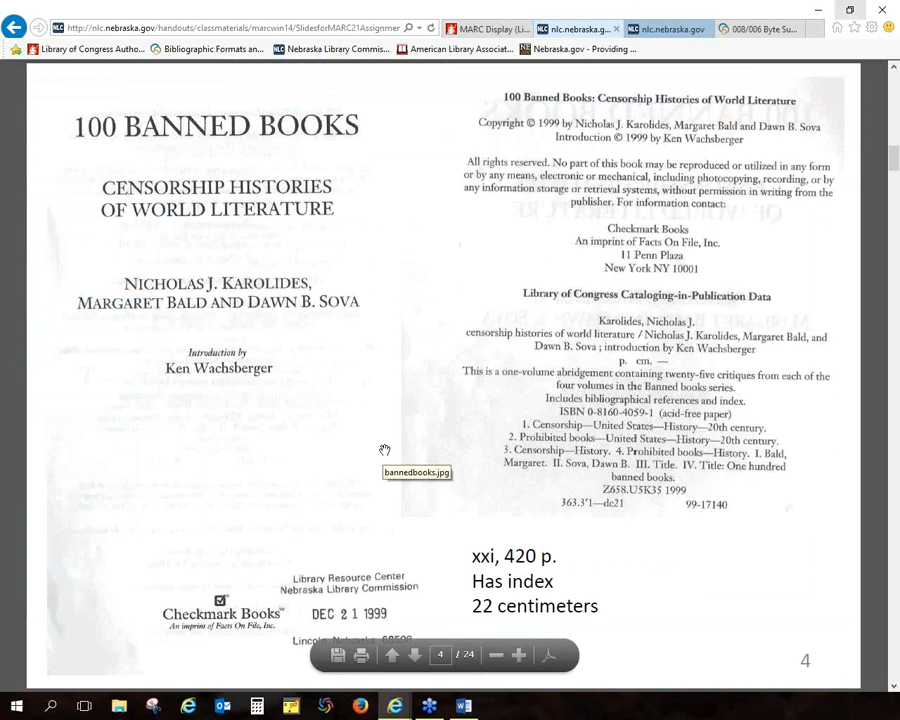 http://nlc.nebraska.gov/handouts/classmaterials/marcwin14/SlidesforMARC21Assignmer
MARC Display (Li...
nlc.nebraska.g...
nlc.nebraska.gov
008/006 Byte Su...
Library of Congress Autho...
Bibliographic Formats an...
Nebraska Library Commis...
American Library Associat...
Nebraska.gov - Providing ...
100 BANNED BOOKS
CENSORSHIP HISTORIES
OF WORLD LITERATURE
NICHOLAS J. KAROLIDES,
MARGARET BALD AND DAWN B. SOVA
Introduction by
Ken Wachsberger
bannedbooks.jpg
Library Resource Center
Nebraska Library Commission
DEC 21 1999
Checkmark Books™
An imprint of Facts On File, Inc.
Lincoln, Nebraska 68508
100 Banned Books: Censorship Histories of World Literature
Copyright © 1999 by Nicholas J. Karolides, Margaret Bald and Dawn B. Sova
Introduction © 1999 by Ken Wachsberger
All rights reserved. No part of this book may be reproduced or utilized in any form
or by any means, electronic or mechanical, including photocopying, recording, or by
any information storage or retrieval systems, without permission in writing from the
publisher. For information contact:
Checkmark Books
An imprint of Facts On File, Inc.
11 Penn Plaza
New York NY 10001
Library of Congress Cataloging-in-Publication Data
Karolides, Nicholas J.
censorship histories of world literature / Nicholas J. Karolides, Margaret Bald, and
Dawn B. Sova ; introduction by Ken Wachsberger
p. cm. —
This is a one-volume abridgement containing twenty-five critiques from each of the
four volumes in the Banned books series.
Includes bibliographical references and index.
ISBN 0-8160-4059-1 (acid-free paper)
1. Censorship—United States—History—20th century.
2. Prohibited books—United States—History—20th century.
3. Censorship—History. 4. Prohibited books—History. I. Bald,
Margaret. II. Sova, Dawn B. III. Title. IV. Title: One hundred
banned books.
Z658.U5K35 1999
363.3'1—dc21 99-17140
xxi, 420 p.
Has index
22 centimeters
4 / 24
4